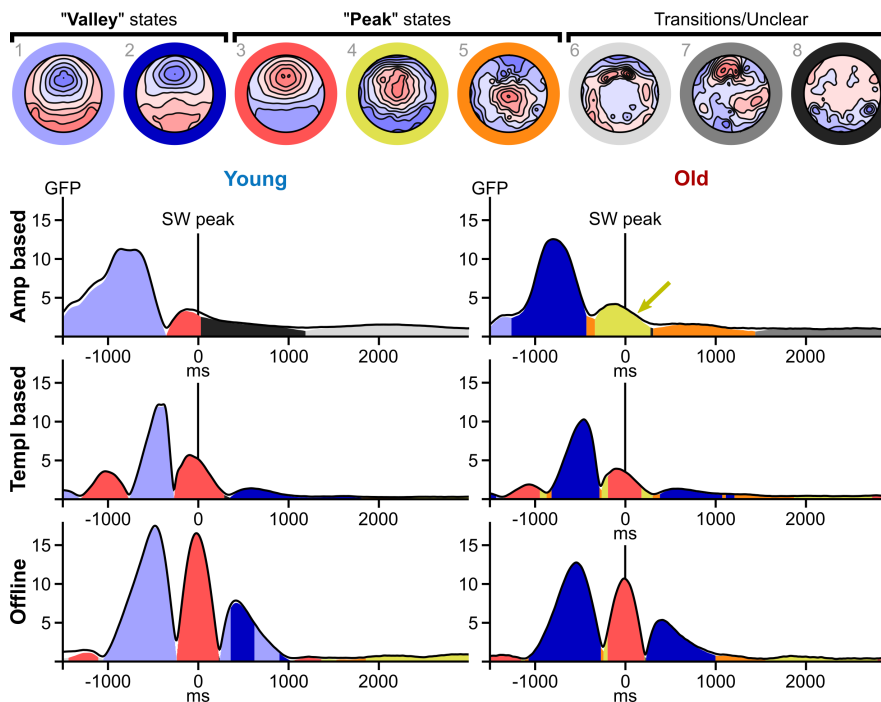 "Valley" states
"Peak" states
Transitions/Unclear
1 2 3 4 5 6 7 8
Young
Old
GFP
GFP
SW peak
SW peak
Amp based
15
10
5
-1000 0 1000 2000
ms
15
10
5
-1000 0 1000 2000
ms
Templ based
15
10
5
-1000 0 1000 2000
ms
15
10
5
-1000 0 1000 2000
ms
Offline
15
10
5
-1000 0 1000 2000
ms
15
10
5
-1000 0 1000 2000
ms